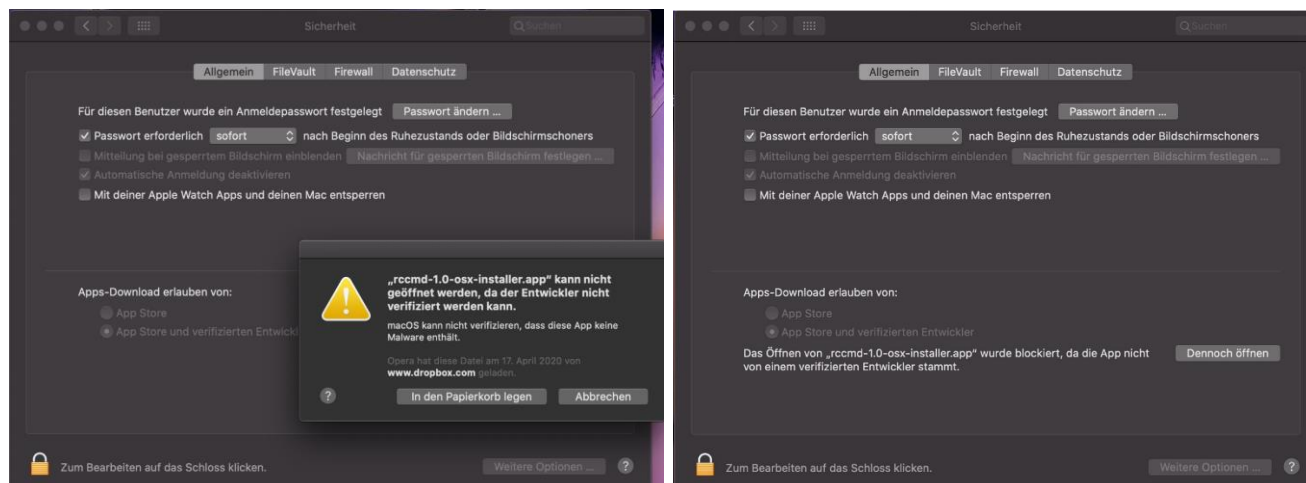 Sicherheit
Suchen
Allgemein FileVault Firewall Datenschutz
Für diesen Benutzer wurde ein Anmeldepasswort festgelegt Passwort ändern ...
Passwort erforderlich sofort nach Beginn des Ruhezustands oder Bildschirmschoners
Mitteilung bei gesperrtem Bildschirm einblenden Nachricht für gesperrten Bildschirm festlegen ...
Automatische Anmeldung deaktivieren
Mit deiner Apple Watch Apps und deinen Mac entsperren
Apps-Download erlauben von:
App Store
App Store und verifizierten Entwickl
„rccmd-1.0-osx-installer.app“ kann nicht
geöffnet werden, da der Entwickler nicht
verifiziert werden kann.
macOS kann nicht verifizieren, dass diese App keine
Malware enthält.
Opera hat diese Datei am 17. April 2020 von
www.dropbox.com geladen.
? In den Papierkorb legen Abbrechen
Zum Bearbeiten auf das Schloss klicken. Weitere Optionen ... ?
Sicherheit
Suchen
Allgemein FileVault Firewall Datenschutz
Für diesen Benutzer wurde ein Anmeldepasswort festgelegt Passwort ändern ...
Passwort erforderlich sofort nach Beginn des Ruhezustands oder Bildschirmschoners
Mitteilung bei gesperrtem Bildschirm einblenden Nachricht für gesperrten Bildschirm festlegen ...
Automatische Anmeldung deaktivieren
Mit deiner Apple Watch Apps und deinen Mac entsperren
Apps-Download erlauben von:
App Store
App Store und verifizierten Entwickler
Das Öffnen von „rccmd-1.0-osx-installer.app“ wurde blockiert, da die App nicht Dennoch öffnen
von einem verifizierten Entwickler stammt.
Zum Bearbeiten auf das Schloss klicken. Weitere Optionen ... ?